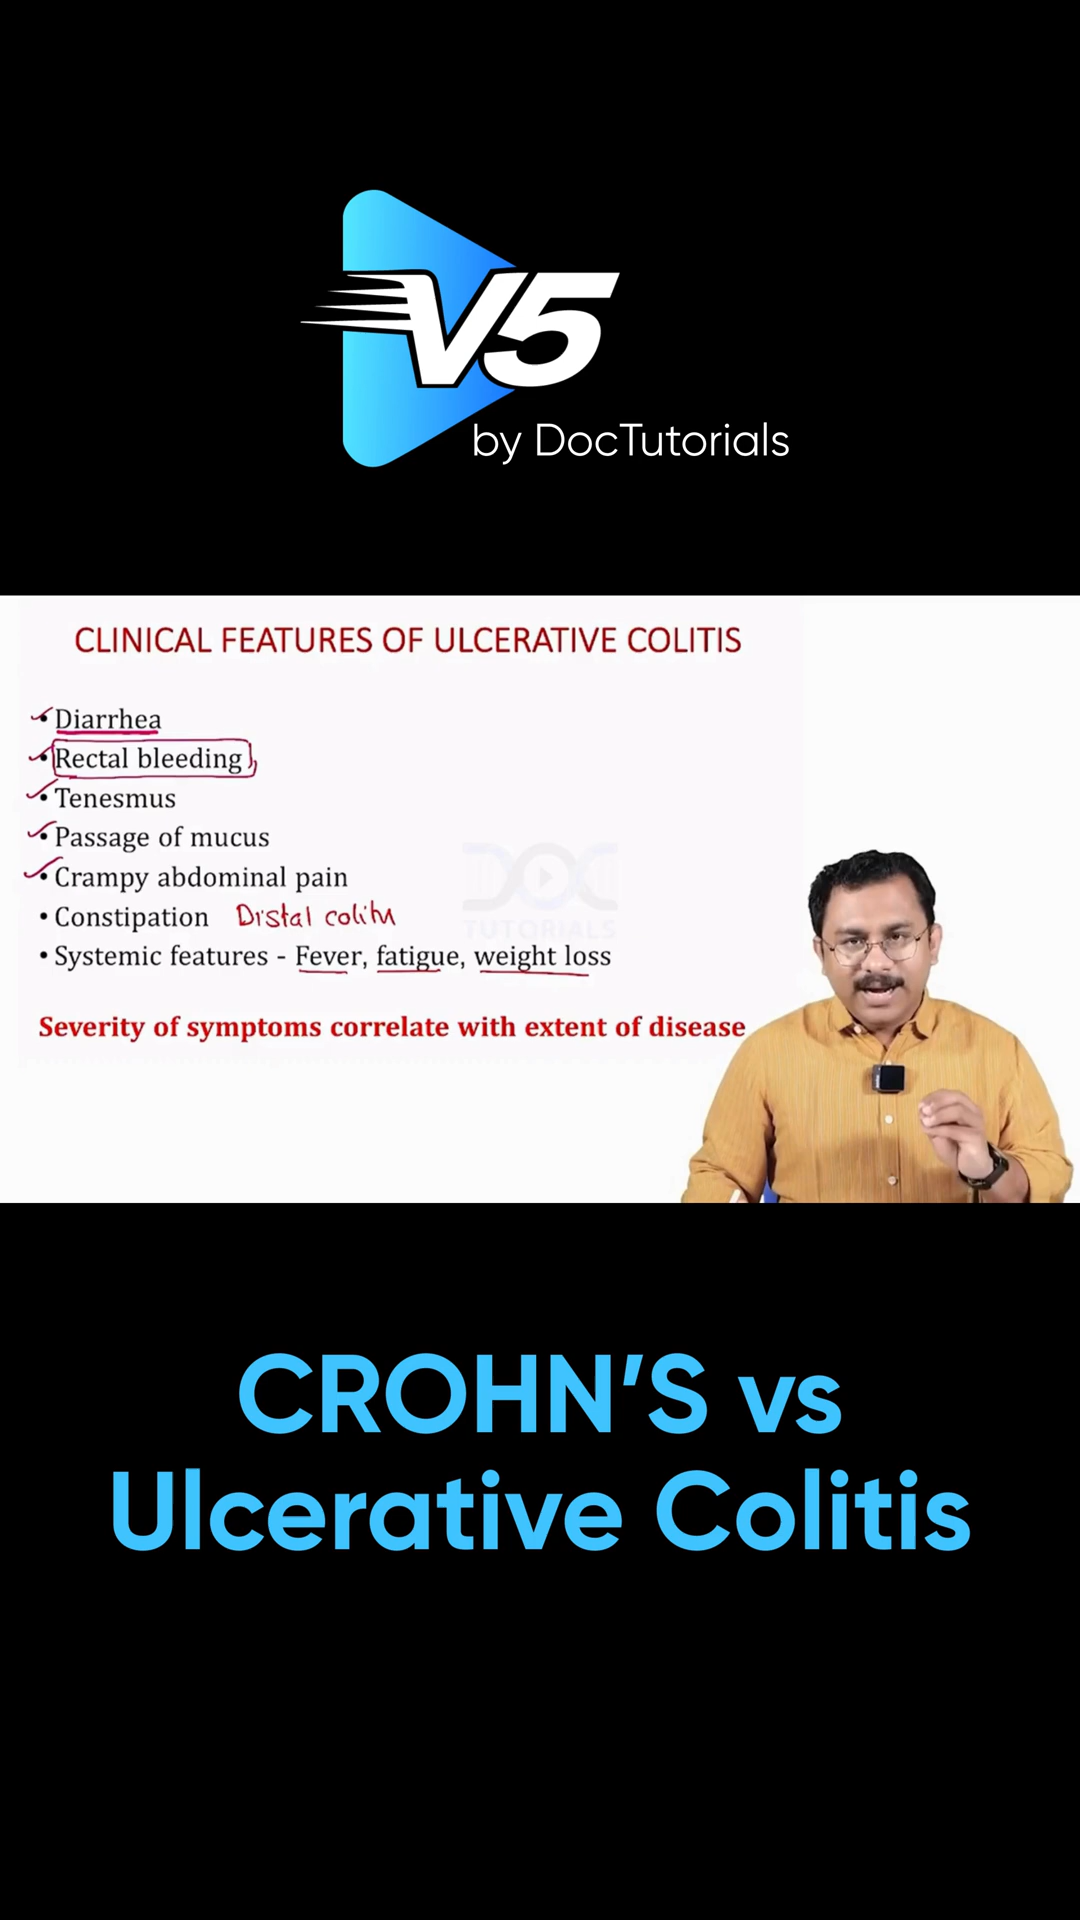 V5
by DocTutorials
CLINICAL FEATURES OF ULCERATIVE COLITIS
• Diarrhea
• Rectal bleeding
• Tenesmus
• Passage of mucus
• Crampy abdominal pain
• Constipation Distal colitis
• Systemic features - Fever, fatigue, weight loss
Severity of symptoms correlate with extent of disease
DOC
TUTORIALS
CROHN'S vs
Ulcerative Colitis